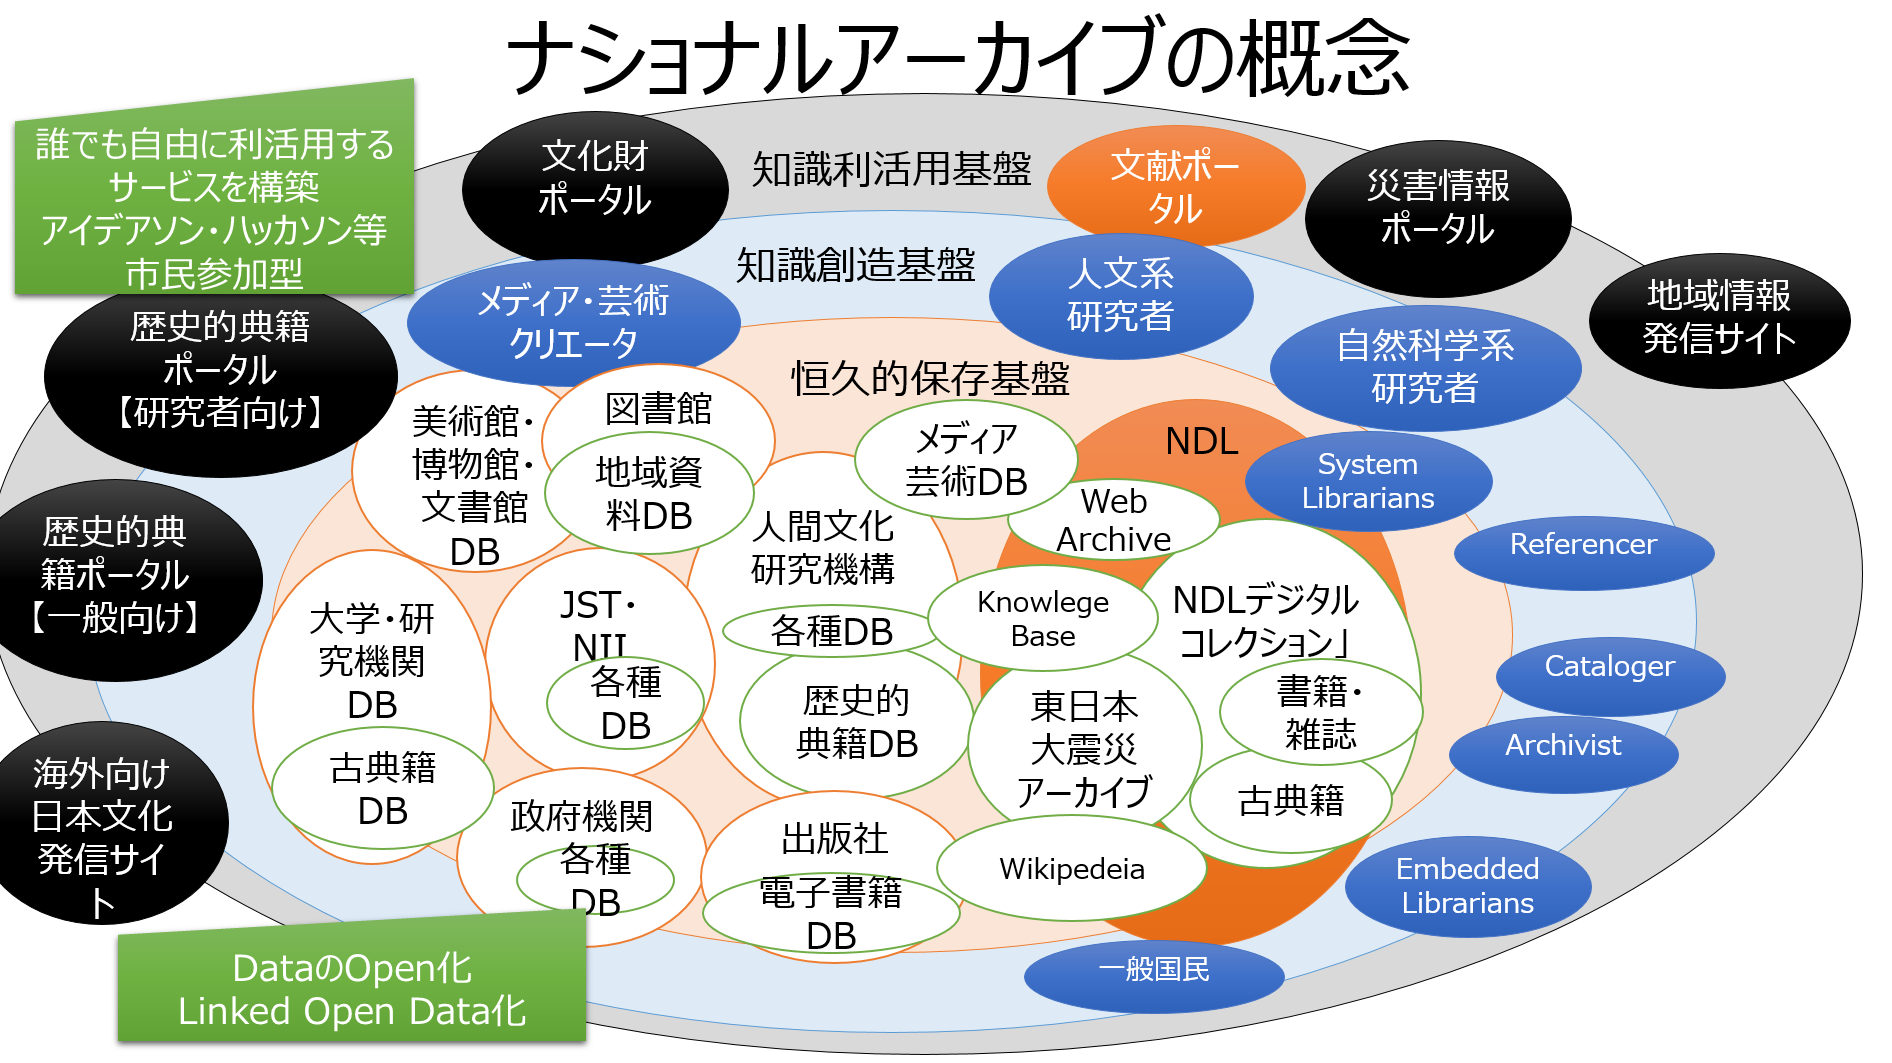 ナショナルアーカイブの概念
誰でも自由に利活用する
サービスを構築
アイデアソン・ハッカソン等
市民参加型
文化財
ポータル
知識利活用基盤
文献ポー
タル
災害情報
ポータル
地域情報
発信サイト
知識創造基盤
メディア・芸術
クリエータ
人文系
研究者
自然科学系
研究者
歴史的典籍
ポータル
【研究者向け】
恒久的保存基盤
美術館・
博物館・
文書館
DB
図書館
地域資
料DB
メディア
芸術DB
NDL
System
Librarians
Web
Archive
歴史的典
籍ポータル
【一般向け】
人間文化
研究機構
各種DB
歴史的
典籍DB
Knowlege
Base
NDLデジタル
コレクション」
書籍・
雑誌
古典籍
東日本
大震災
アーカイブ
Referencer
Cataloger
Archivist
大学・研
究機関
DB
古典籍
DB
JST・
NII
各種
DB
海外向け
日本文化
発信サイ
ト
政府機関
各種
DB
出版社
電子書籍
DB
Wikipedeia
Embedded
Librarians
一般国民
DataのOpen化
Linked Open Data化